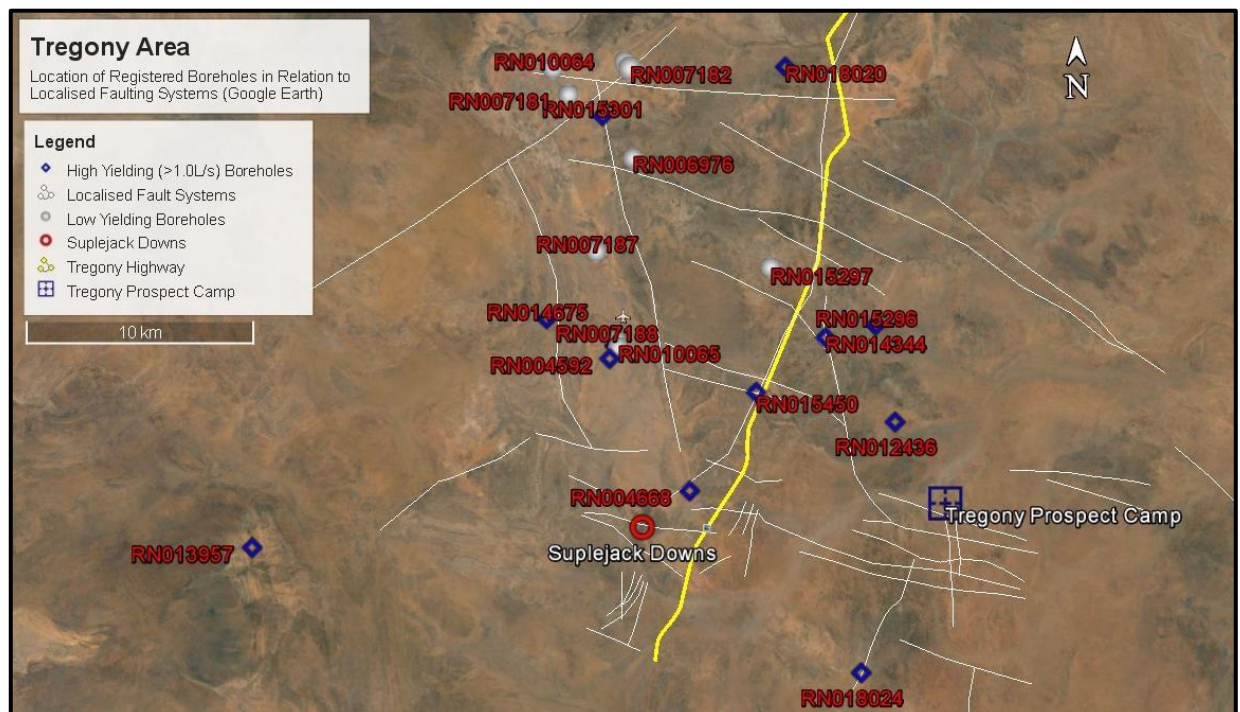 Tregony Area
Location of Registered Boreholes in Relation to
Localised Faulting Systems (Google Earth)
Legend
High Yielding (>1.0L/s) Boreholes
Localised Fault Systems
Low Yielding Boreholes
Suplejack Downs
Tregony Highway
Tregony Prospect Camp
10 km
N
RN010064
RN007182
RN018020
RN007181
RN015301
RN006976
RN007187
RN015297
RN014675
RN015296
RN007188
RN014344
RN010065
RN004592
RN015450
RN012436
RN004668
Tregony Prospect Camp
Suplejack Downs
RN013957
RN018024